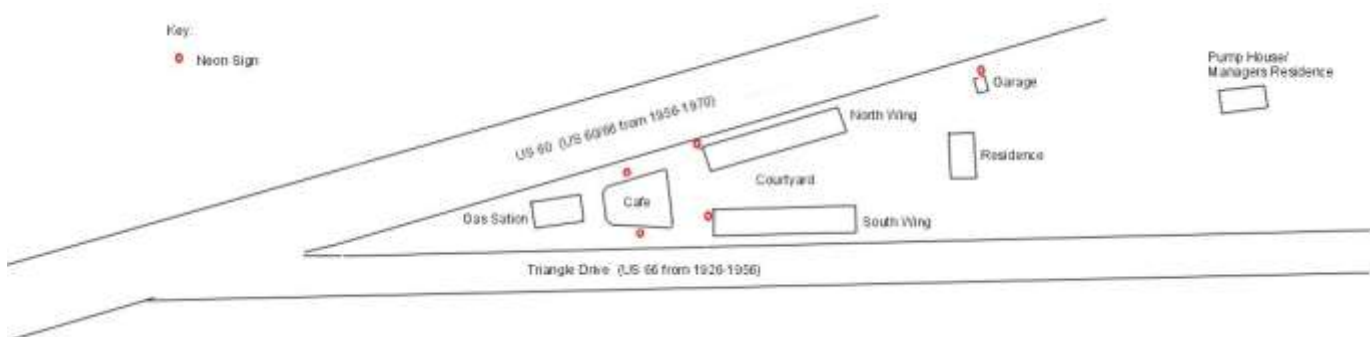 Key:
Neon Sign
Pump House/
Managers Residence
Garage
US 60 (US 60/66 from 1956-1970)
North Wing
Residence
Courtyard
Cafe
Gas Sation
South Wing
Triangle Drive (US 66 from 1926-1956)